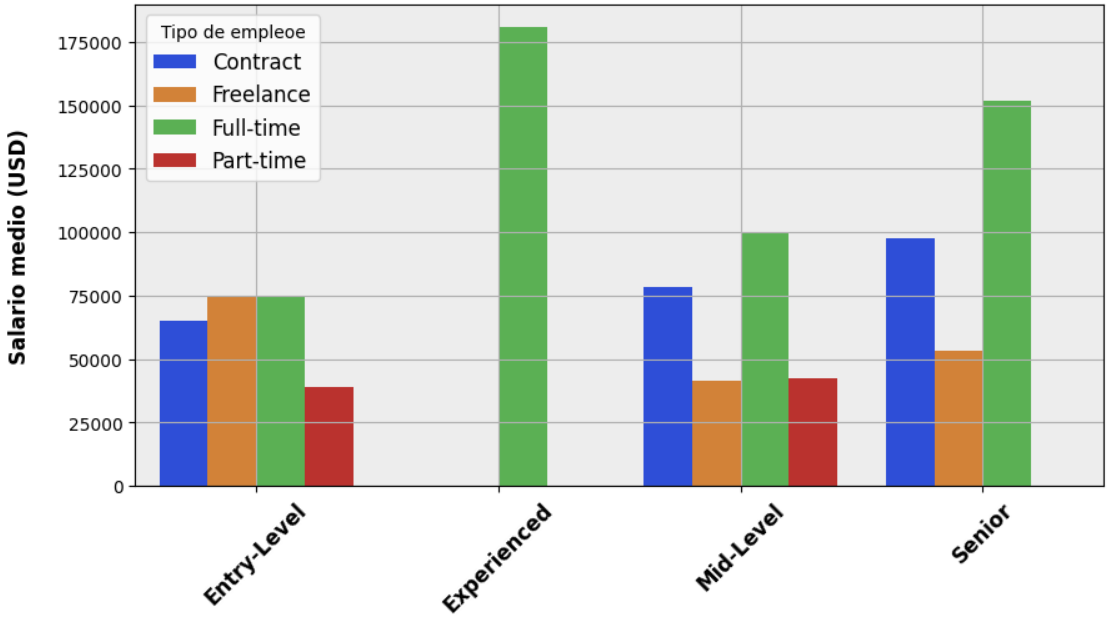 Tipo de empleoe
Contract
Freelance
Full-time
Part-time
Salario medio (USD)
175000
150000
125000
100000
75000
50000
25000
0
Entry-Level
Experienced
Mid-Level
Senior